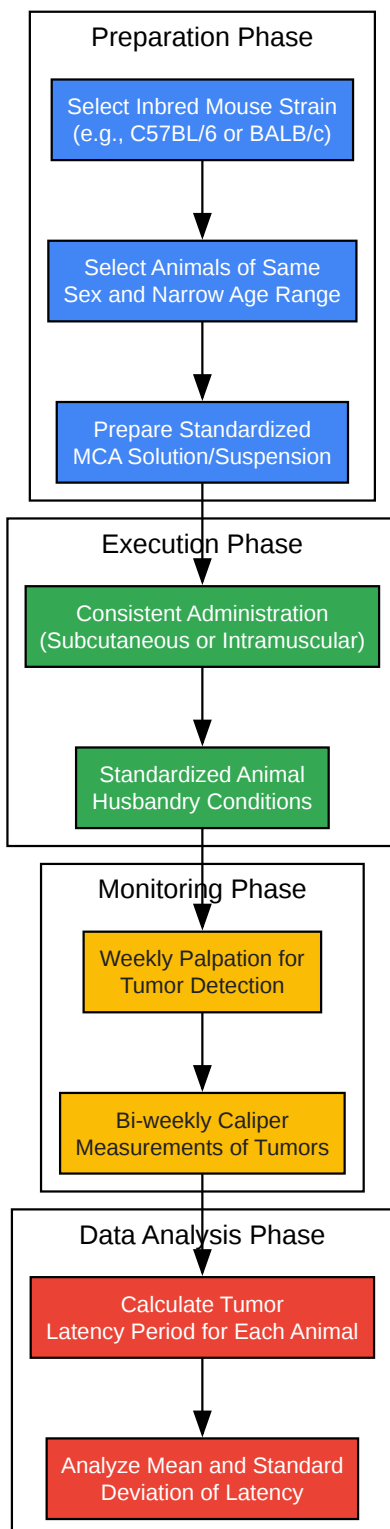 Preparation Phase
Select Inbred Mouse Strain
(e.g., C57BL/6 or BALB/c)
Select Animals of Same
Sex and Narrow Age Range
Prepare Standardized
MCA Solution/Suspension
Execution Phase
Consistent Administration
(Subcutaneous or Intramuscular)
Standardized Animal
Husbandry Conditions
Monitoring Phase
Weekly Palpation for
Tumor Detection
Bi-weekly Caliper
Measurements of Tumors
Data Analysis Phase
Calculate Tumor
Latency Period for Each Animal
Analyze Mean and Standard
Deviation of Latency